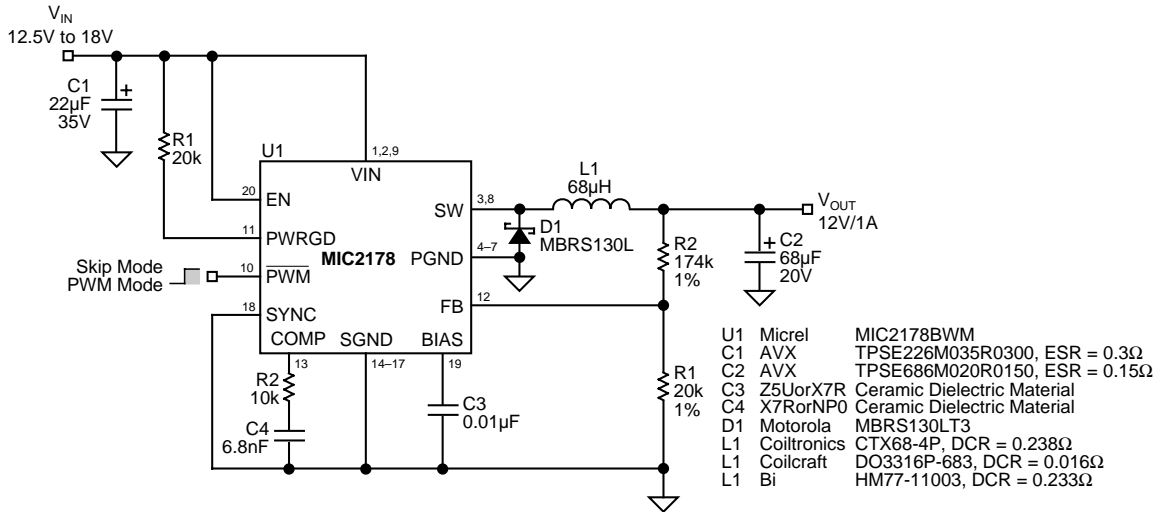 VIN
12.5V to 18V
C1
22µF
35V
+
R1
20k
U1
1,2,9
VIN
20
EN
11
PWRGD
MIC2178
Skip Mode
PWM Mode
10
PWM
18
SYNC
COMP
SGND
BIAS
13
14–17
19
SW
3,8
PGND
4–7
FB
12
L1
68µH
D1
MBRS130L
VOUT
12V/1A
R2
174k
1%
+
C2
68µF
20V
R1
20k
1%
R2
10k
C4
6.8nF
C3
0.01µF
U1 Micrel MIC2178BWM
C1 AVX TPSE226M035R0300, ESR = 0.3Ω
C2 AVX TPSE686M020R0150, ESR = 0.15Ω
C3 Z5UorX7R Ceramic Dielectric Material
C4 X7RorNP0 Ceramic Dielectric Material
D1 Motorola MBRS130LT3
L1 Coiltronics CTX68-4P, DCR = 0.238Ω
L1 Coilcraft DO3316P-683, DCR = 0.016Ω
L1 Bi HM77-11003, DCR = 0.233Ω